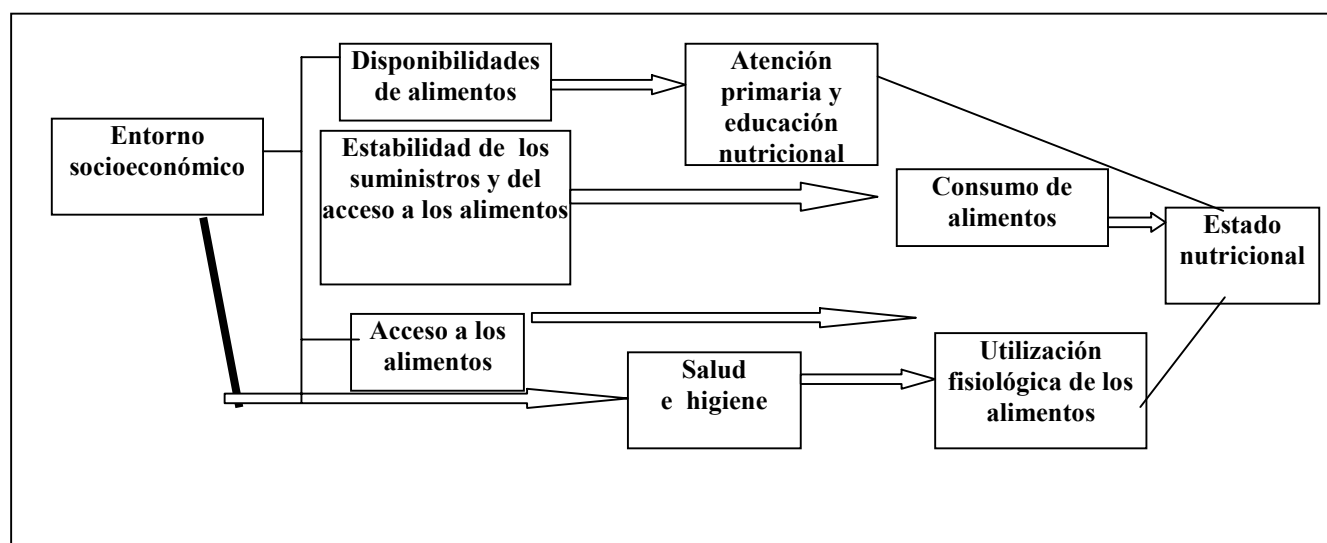 Entorno
socioeconómico
Disponibilidades
de alimentos
Estabilidad de los
suministros y del
acceso a los alimentos
Acceso a los
alimentos
Atención
primaria y
educación
nutricional
Salud
e higiene
Consumo de
alimentos
Utilización
fisiológica de los
alimentos
Estado
nutricional